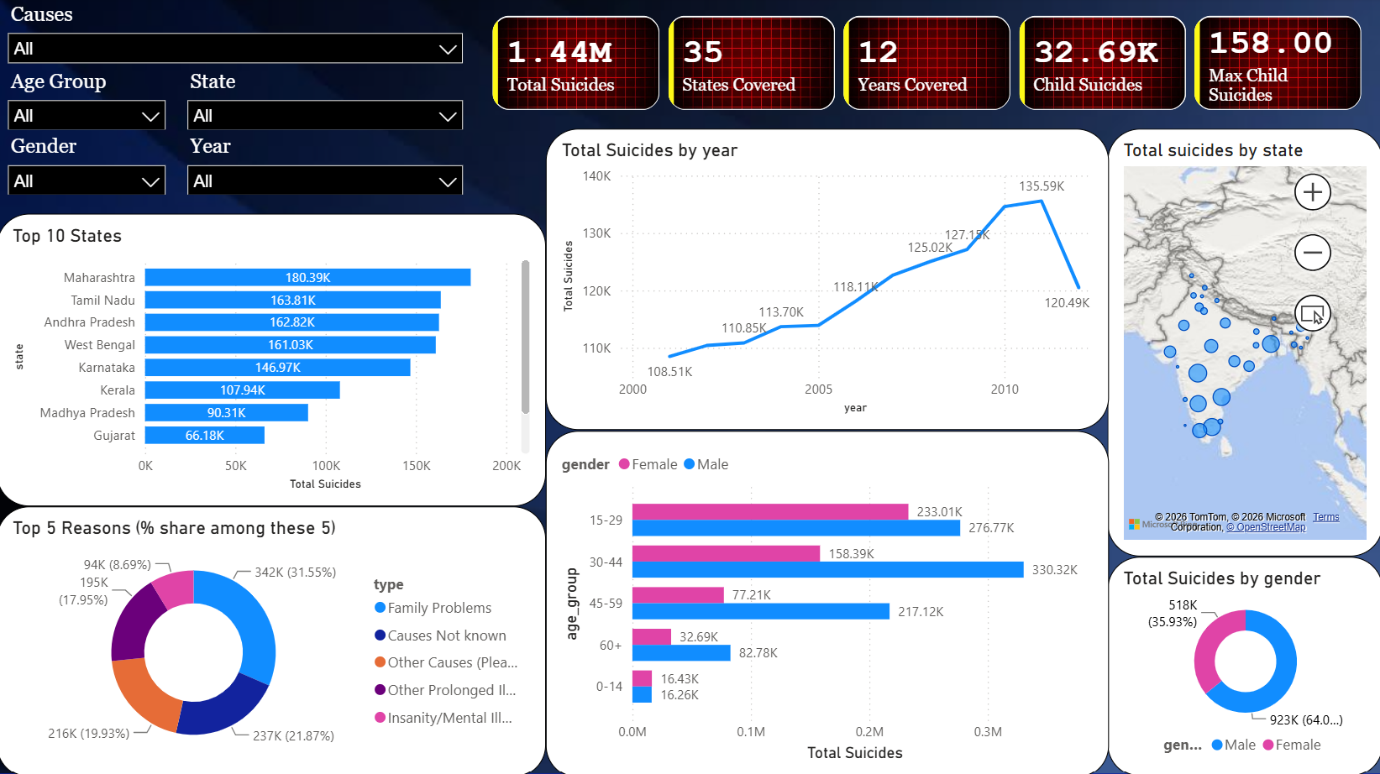 Causes
All
Age Group
State
All
All
Gender
Year
All
All
1.44M
Total Suicides
35
States Covered
12
Years Covered
32.69K
Child Suicides
158.00
Max Child
Suicides
Top 10 States
Maharashtra
180.39K
Tamil Nadu
163.81K
Andhra Pradesh
162.82K
West Bengal
161.03K
Karnataka
146.97K
Kerala
107.94K
Madhya Pradesh
90.31K
Gujarat
66.18K
state
0K
50K
100K
150K
200K
Total Suicides
Total Suicides by year
140K
130K
120K
110K
Total Suicides
108.51K
110.85K
113.70K
118.11K
125.02K
127.15K
135.59K
120.49K
2000
2005
2010
year
Total suicides by state
© 2026 TomTom, © 2026 Microsoft
Corporation, © OpenStreetMap
Terms
Top 5 Reasons (% share among these 5)
94K (8.69%)
195K
(17.95%)
342K (31.55%)
216K (19.93%)
237K (21.87%)
type
Family Problems
Causes Not known
Other Causes (Plea...
Other Prolonged Il...
Insanity/Mental Ill...
gender
Female
Male
15-29
233.01K
276.77K
30-44
158.39K
330.32K
45-59
77.21K
217.12K
60+
32.69K
82.78K
0-14
16.43K
16.26K
age_group
0.0M
0.1M
0.2M
0.3M
Total Suicides
Total Suicides by gender
518K
(35.93%)
923K (64.0...)
gen...
Male
Female